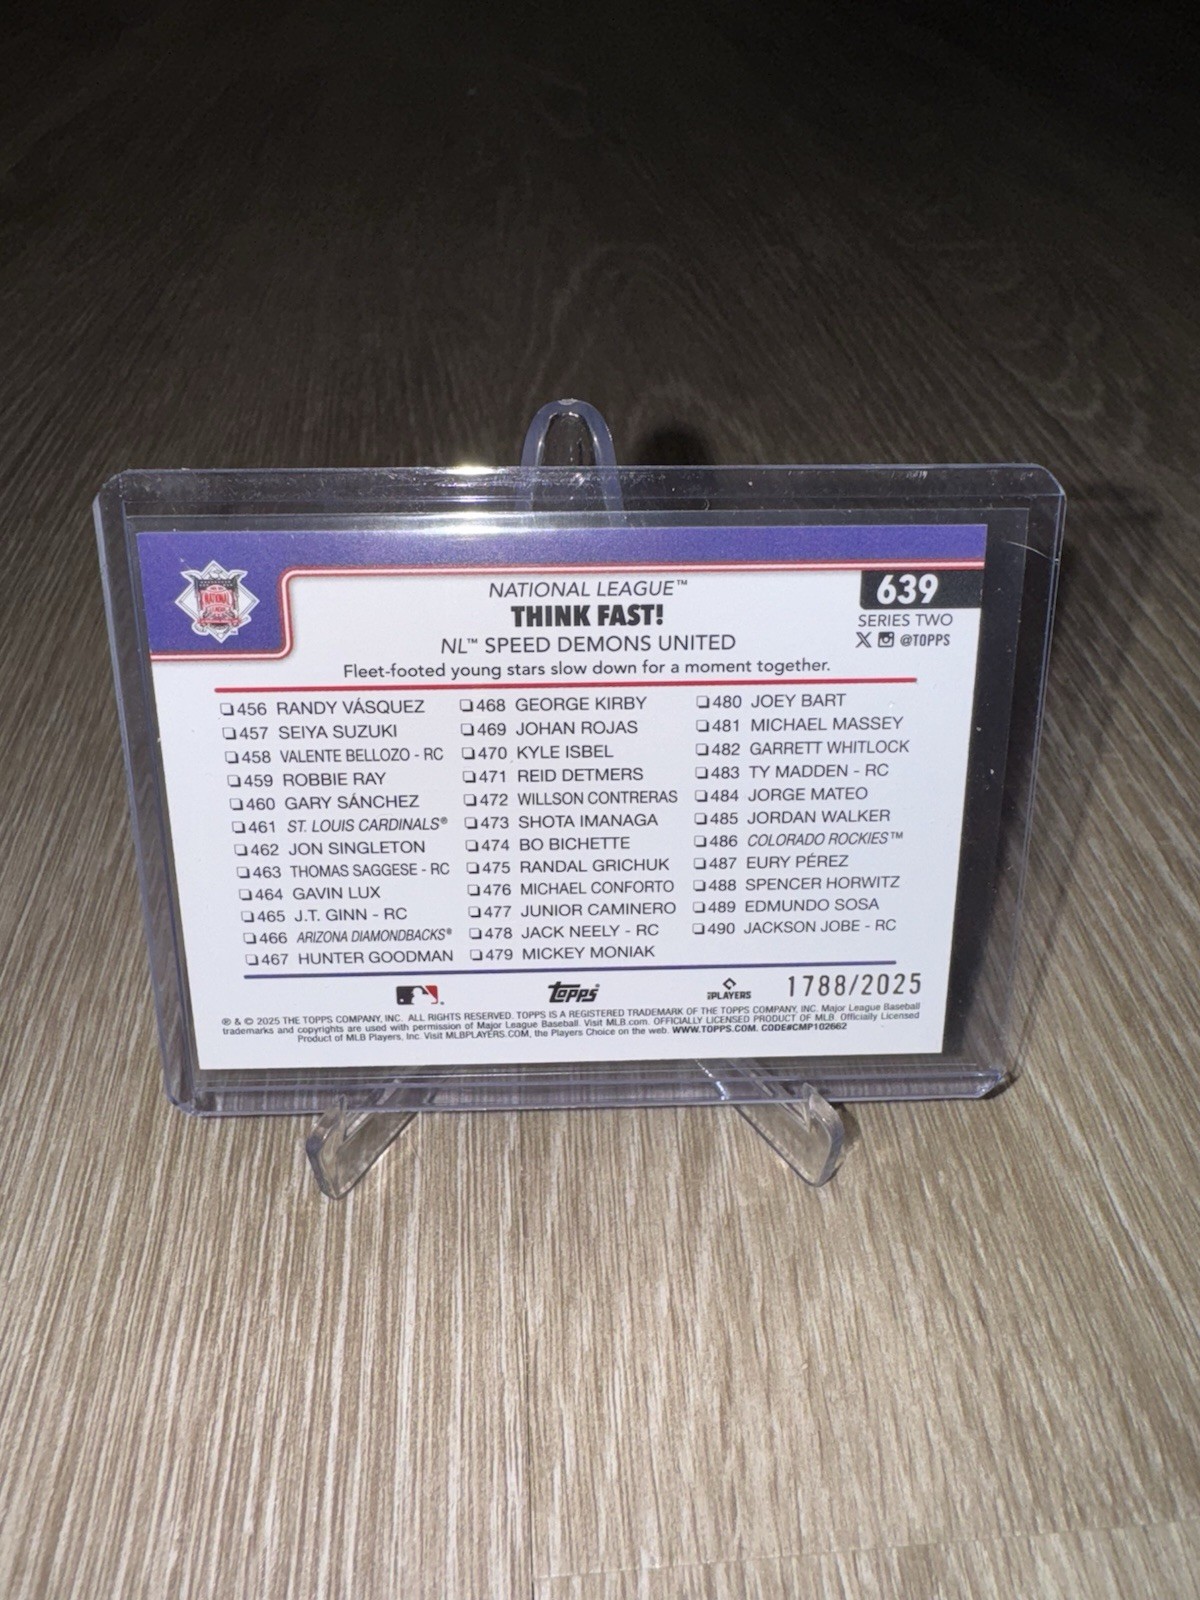 NATIONAL LEAGUE™
THINK FAST!
NL™ SPEED DEMONS UNITED
Fleet-footed young stars slow down for a moment together.
639
SERIES TWO
@TOPPS
NATIONAL
456 RANDY VÁSQUEZ
457 SEIYA SUZUKI
458 VALENTE BELLOZO - RC
459 ROBBIE RAY
460 GARY SÁNCHEZ
461 ST. LOUIS CARDINALS®
462 JON SINGLETON
463 THOMAS SAGGESE - RC
464 GAVIN LUX
465 J.T. GINN - RC
466 ARIZONA DIAMONDBACKS®
467 HUNTER GOODMAN
468 GEORGE KIRBY
469 JOHAN ROJAS
470 KYLE ISBEL
471 REID DETMERS
472 WILLSON CONTRERAS
473 SHOTA IMANAGA
474 BO BICHETTE
475 RANDAL GRICHUK
476 MICHAEL CONFORTO
477 JUNIOR CAMINERO
478 JACK NEELY - RC
479 MICKEY MONIAK
480 JOEY BART
481 MICHAEL MASSEY
482 GARRETT WHITLOCK
483 TY MADDEN - RC
484 JORGE MATEO
485 JORDAN WALKER
486 COLORADO ROCKIES™
487 EURY PÉREZ
488 SPENCER HORWITZ
489 EDMUNDO SOSA
490 JACKSON JOBE - RC
Topps®
PLAYERS
1788/2025
® & © 2025 THE TOPPS COMPANY, INC. ALL RIGHTS RESERVED. TOPPS IS A REGISTERED TRADEMARK OF THE TOPPS COMPANY, INC. Major League Baseball
trademarks and copyrights are used with permission of Major League Baseball. Visit MLB.com. OFFICIALLY LICENSED PRODUCT OF MLB. Officially Licensed
Product of MLB Players, Inc. Visit MLBPLAYERS.COM, the Players Choice on the web. WWW.TOPPS.COM. CODE#CMP102662